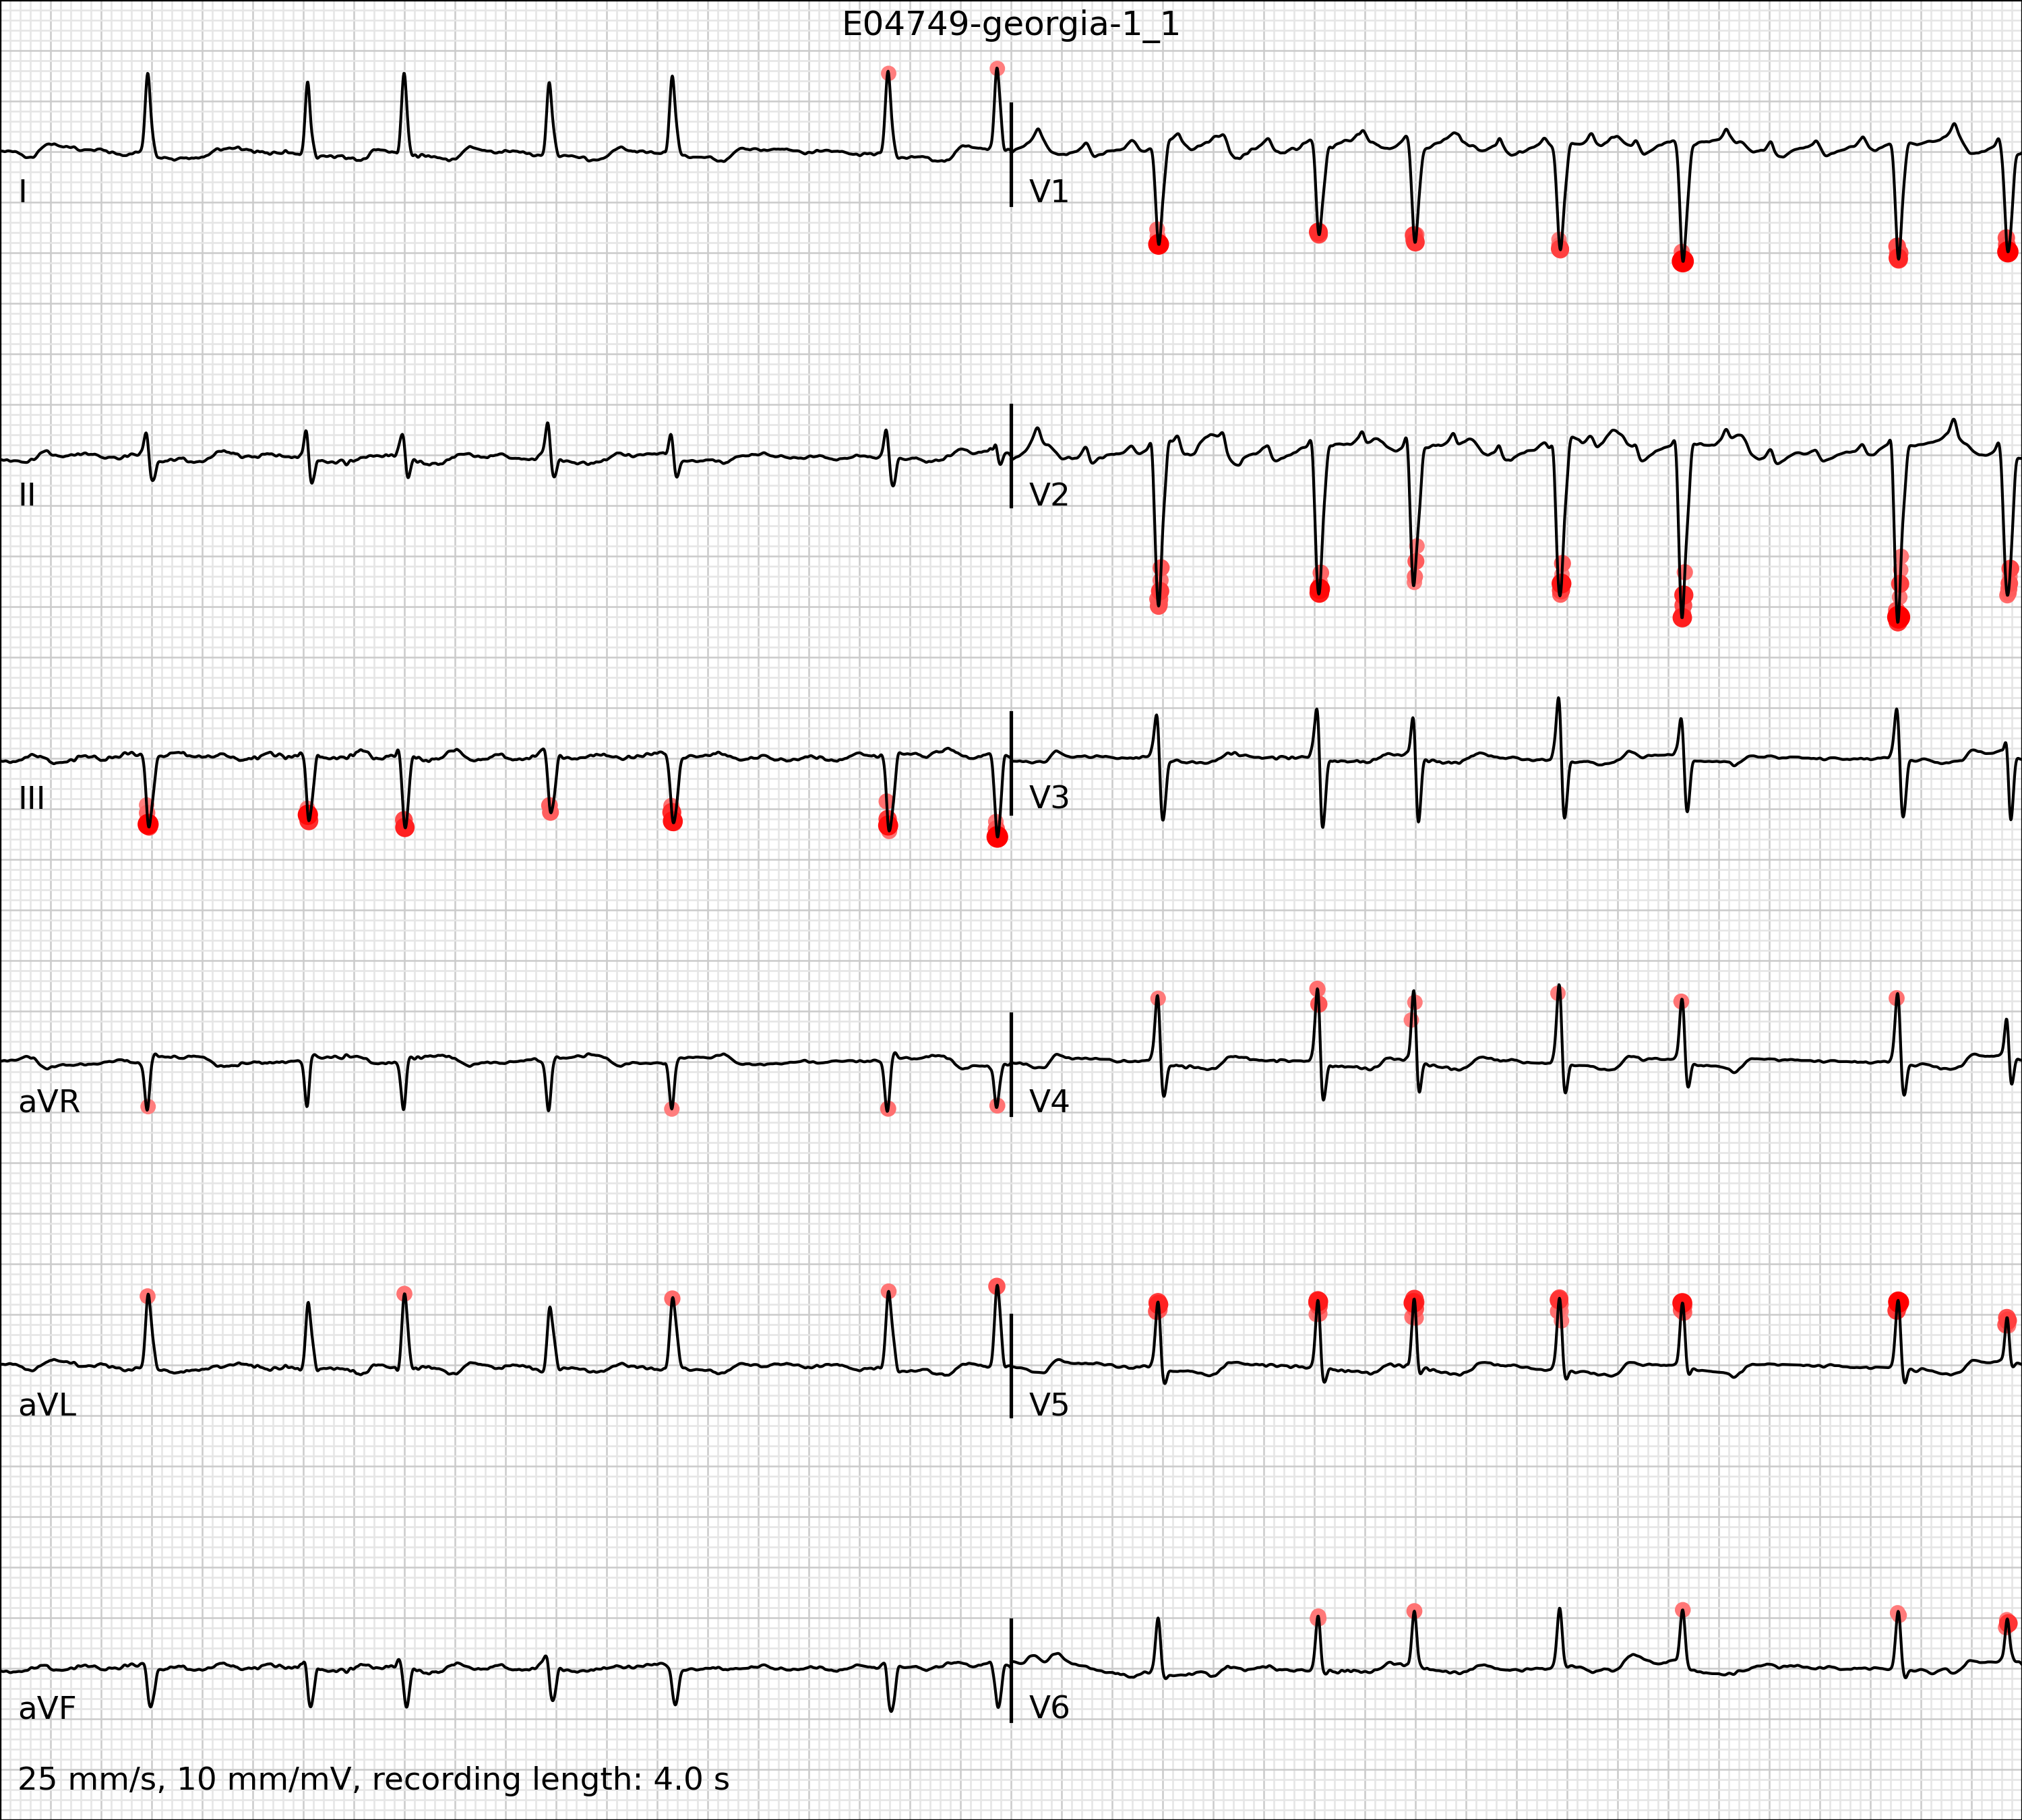 E04749-georgia-1_1
I
V1
II
V2
III
V3
aVR
V4
aVL
V5
aVF
V6
25 mm/s, 10 mm/mV, recording length: 4.0 s